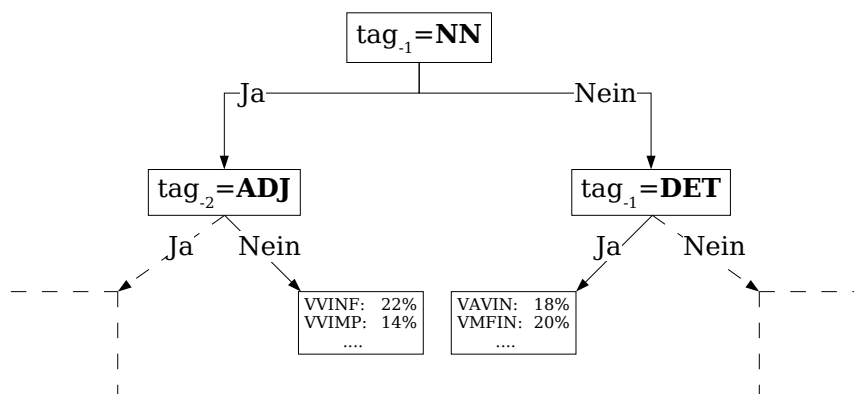 tag-1=NN
Ja Nein
tag-2=ADJ tag-1=DET
Ja Nein Ja Nein
VVINF: 22% VAVIN: 18%
VVIMP: 14% VMFIN: 20%
.... ....